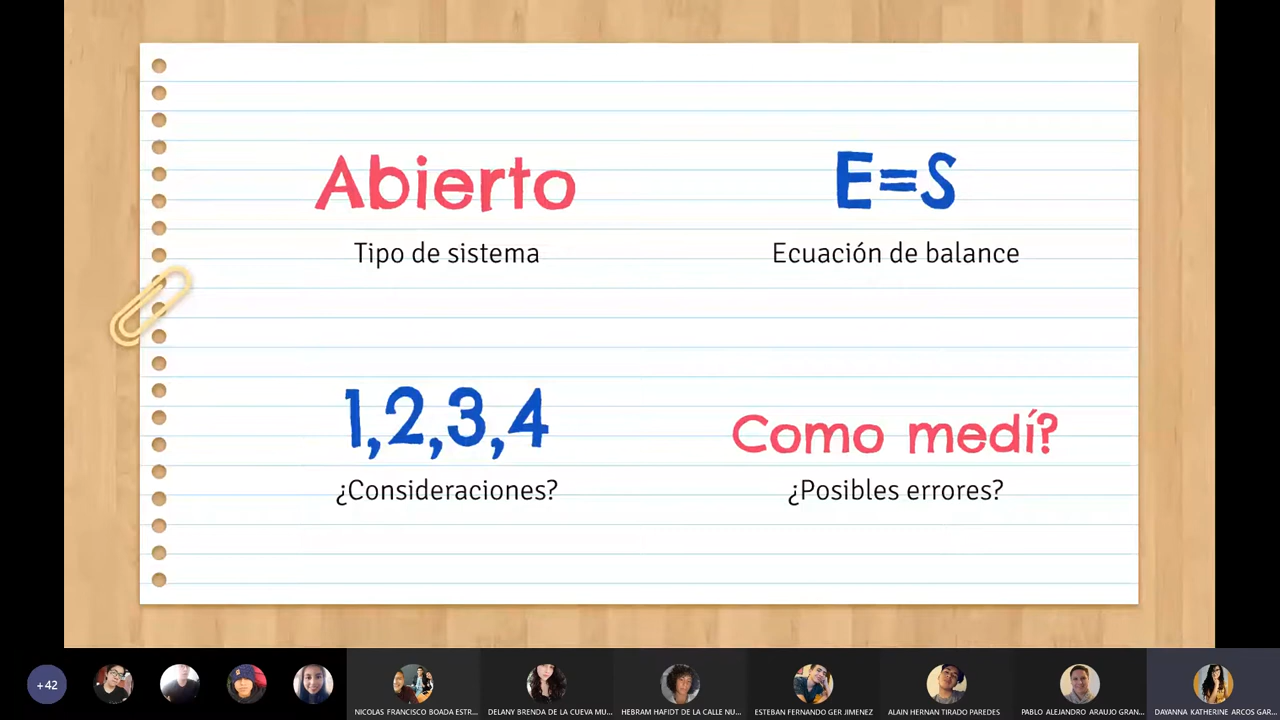 Abierto
Tipo de sistema
E=S
Ecuación de balance
1,2,3,4
¿Consideraciones?
Como medí?
¿Posibles errores?
+42
NICOLAS FRANCISCO BOADA ESTR...
DELANY BRENDA DE LA CUEVA MU...
HEBRAM HAFIDT DE LA CALLE NU...
ESTEBAN FERNANDO GER JIMENEZ
ALAIN HERNAN TIRADO PAREDES
PABLO ALEJANDRO ARAUJO GRAN...
DAYANNA KATHERINE ARCOS GAR...